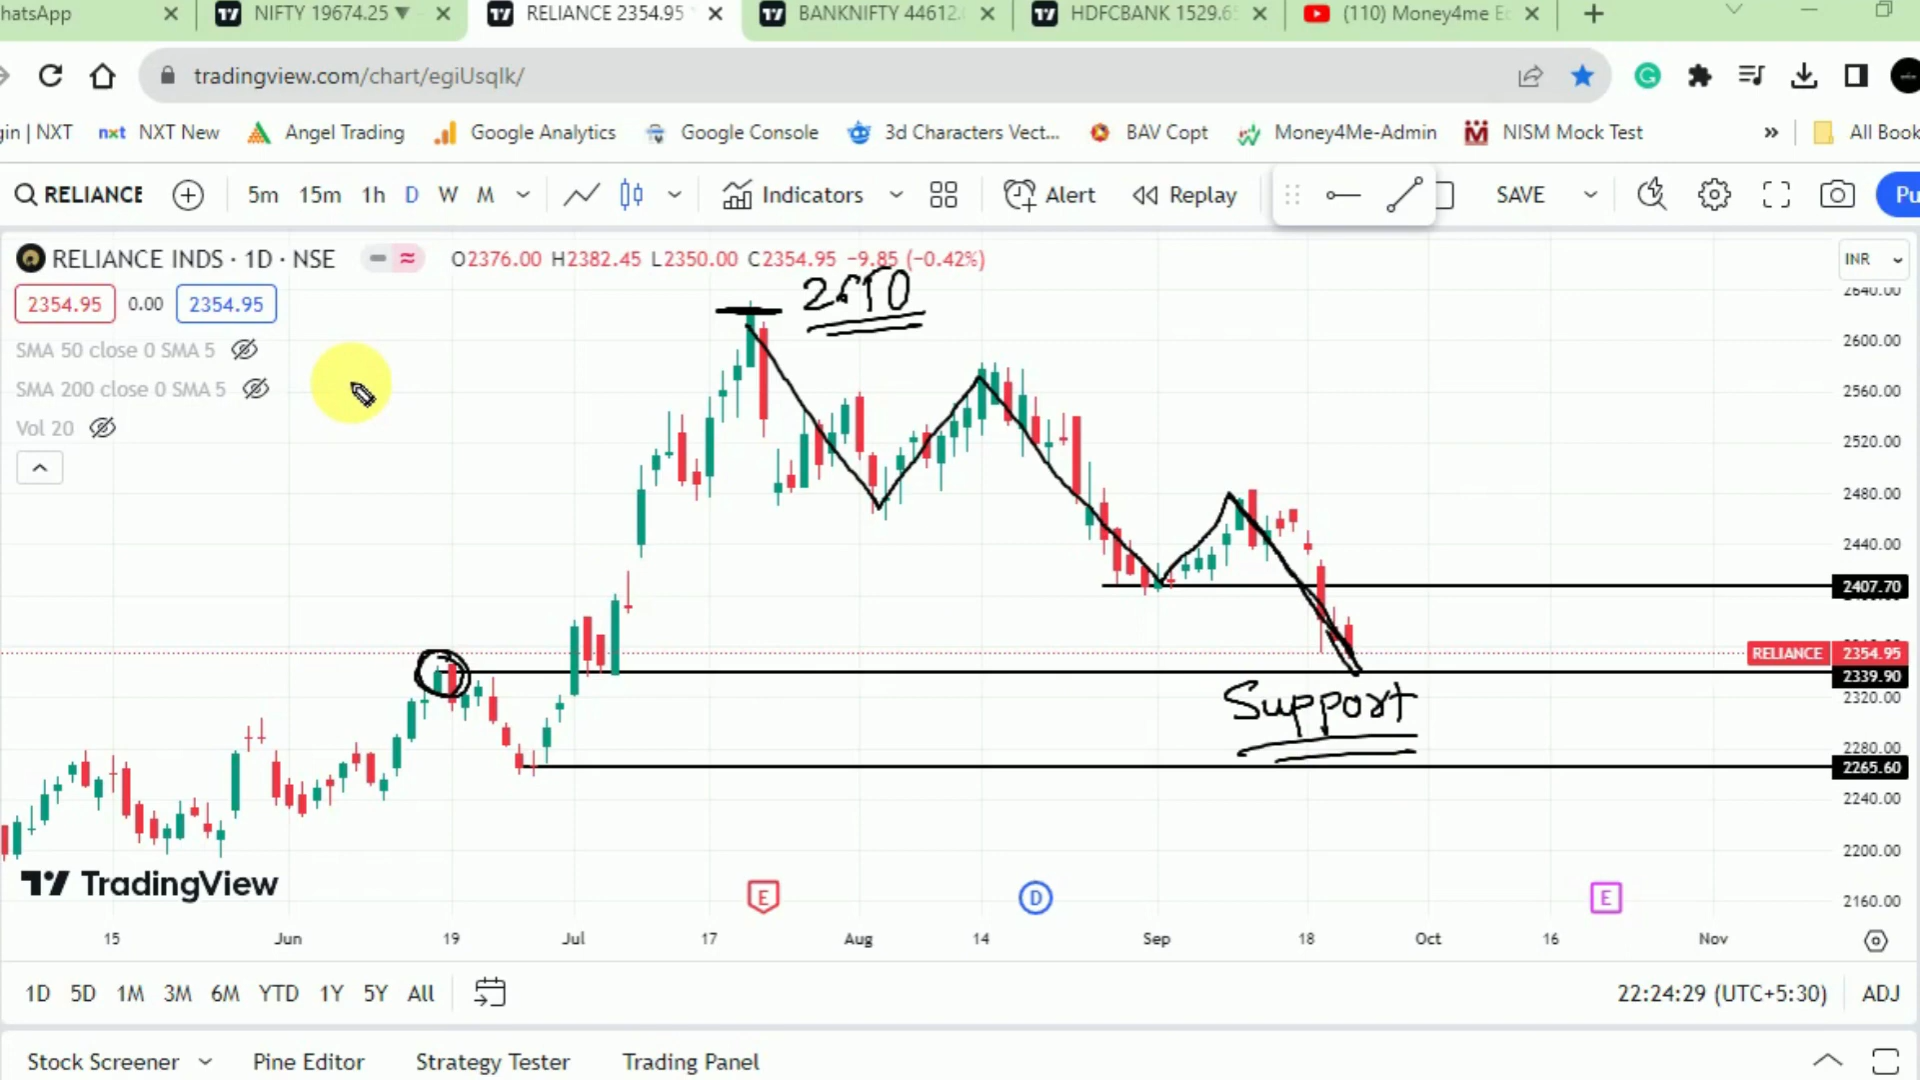 hatsApp
NIFTY 19674.25 ▼
RELIANCE 2354.95
BANKNIFTY 44612.
HDFCBANK 1529.6
(110) Money4me E
tradingview.com/chart/egiUsqIk/
gin | NXT
nxt NXT New
Angel Trading
Google Analytics
Google Console
3d Characters Vect...
BAV Copt
Money4Me-Admin
NISM Mock Test
»
All Book
RELIANCE
5m 15m 1h D W M
Indicators
Alert
Replay
SAVE
Pu
RELIANCE INDS · 1D · NSE
O2376.00 H2382.45 L2350.00 C2354.95 −9.85 (−0.42%)
INR
2354.95 0.00 2354.95
SMA 50 close 0 SMA 5
SMA 200 close 0 SMA 5
Vol 20
2640.00
2600.00
2560.00
2520.00
2480.00
2440.00
2407.70
RELIANCE 2354.95
2339.90
2320.00
Support
2280.00
2265.60
2240.00
2200.00
2160.00
TradingView
E
D
E
15 Jun 19 Jul 17 Aug 14 Sep 18 Oct 16 Nov
1D 5D 1M 3M 6M YTD 1Y 5Y All
22:24:29 (UTC+5:30)
ADJ
Stock Screener
Pine Editor
Strategy Tester
Trading Panel